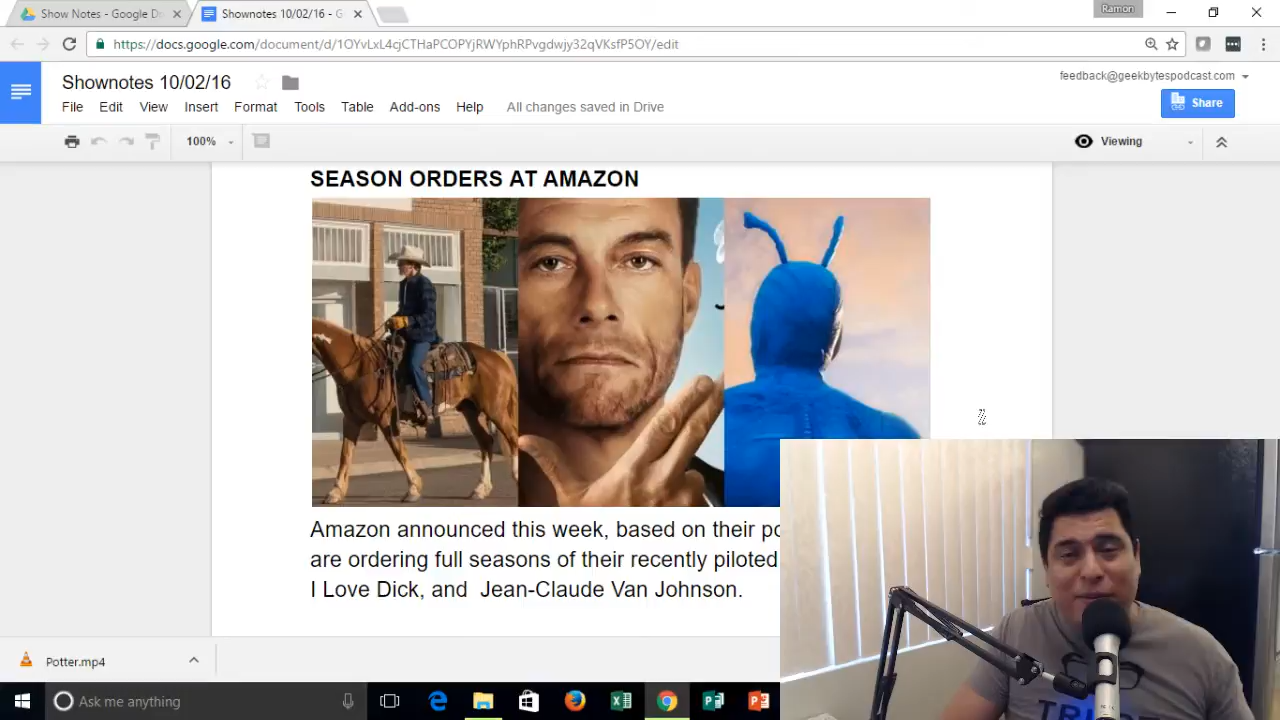 Ramon
Show Notes - Google D
Shownotes 10/02/16 - G
https://docs.google.com/document/d/1OYvLxL4cjCTHaPCOPYjRWYphRPvgdwjy32qVKsfP5OY/edit
Shownotes 10/02/16
feedback@geekbytespodcast.com
File Edit View Insert Format Tools Table Add-ons Help All changes saved in Drive
Share
100%
Viewing
SEASON ORDERS AT AMAZON
Amazon announced this week, based on their po
are ordering full seasons of their recently piloted
I Love Dick, and Jean-Claude Van Johnson.
Potter.mp4
Ask me anything